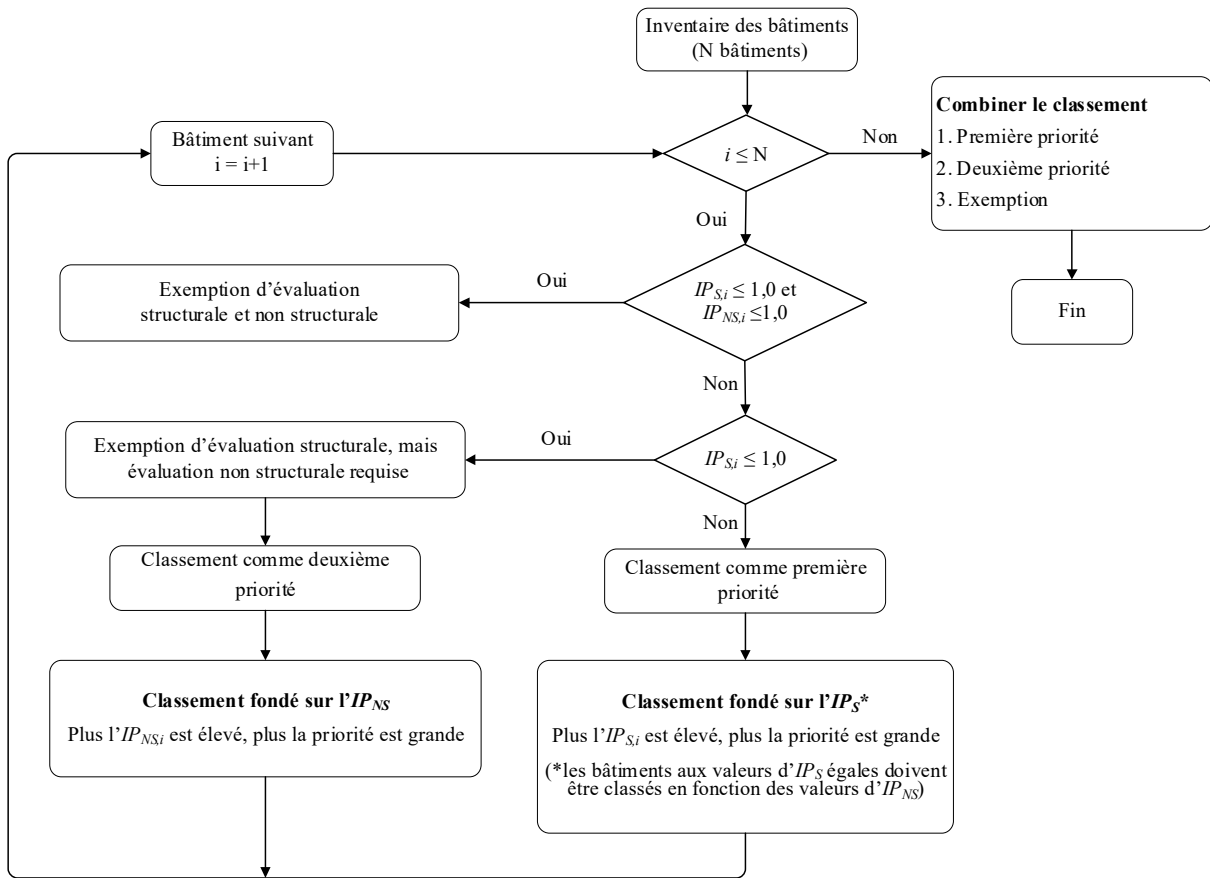 Inventaire des bâtiments
(N bâtiments)
Combiner le classement
1. Première priorité
2. Deuxième priorité
3. Exemption
Bâtiment suivant
i = i+1
i ≤ N
Non
Oui
Exemption d’évaluation
structurale et non structurale
Oui
IPS,i ≤ 1,0 et
IPNS,i ≤1,0
Fin
Non
Exemption d’évaluation structurale, mais
évaluation non structurale requise
Oui
IPS,i ≤ 1,0
Non
Classement comme deuxième
priorité
Classement comme première
priorité
Classement fondé sur l’IPNS
Plus l’IPNS,i est élevé, plus la priorité est grande
Classement fondé sur l’IPS*
Plus l’IPS,i est élevé, plus la priorité est grande
(*les bâtiments aux valeurs d’IPS égales doivent
être classés en fonction des valeurs d’IPNS)